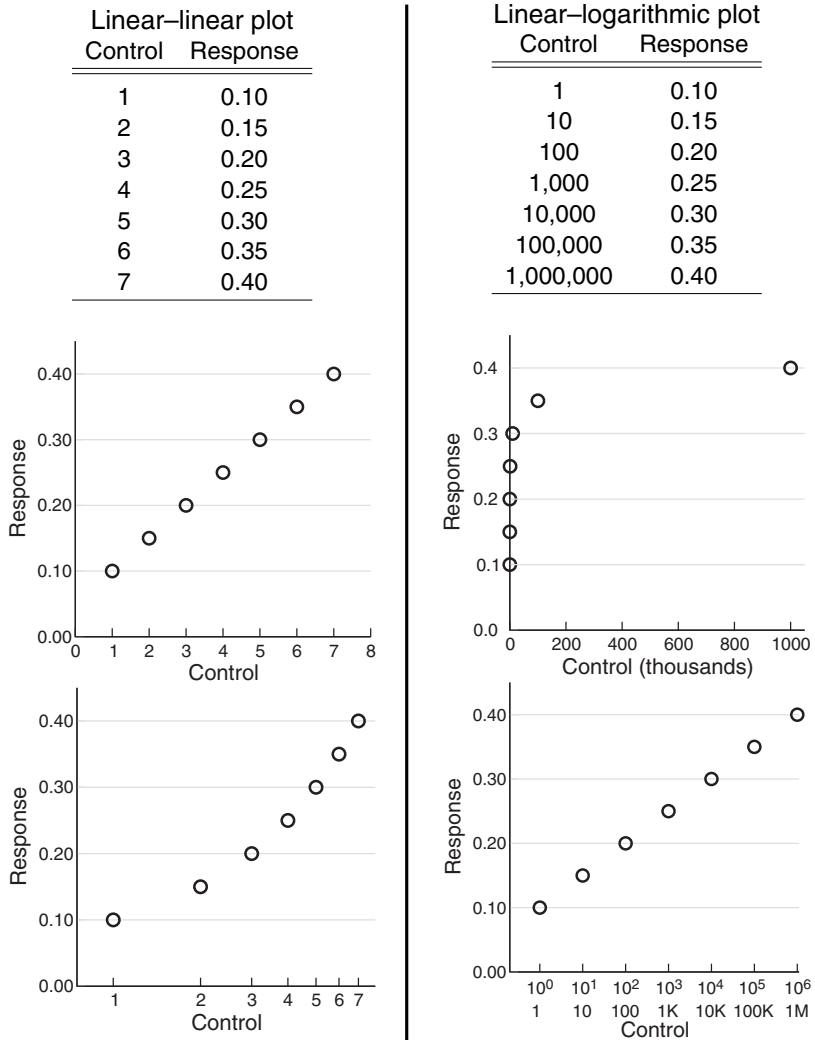 Linear–linear plot
Control Response
1 0.10
2 0.15
3 0.20
4 0.25
5 0.30
6 0.35
7 0.40
0.40
0.30
0.20
0.10
0.00
Response
0 1 2 3 4 5 6 7 8
Control
0.40
0.30
0.20
0.10
0.00
Response
1 2 3 4 5 6 7
Control
Linear–logarithmic plot
Control Response
1 0.10
10 0.15
100 0.20
1,000 0.25
10,000 0.30
100,000 0.35
1,000,000 0.40
0.4
0.3
0.2
0.1
0.0
Response
0 200 400 600 800 1000
Control (thousands)
0.40
0.30
0.20
0.10
0.00
Response
10⁰ 10¹ 10² 10³ 10⁴ 10⁵ 10⁶
1 10 100 1K 10K 100K 1M
Control